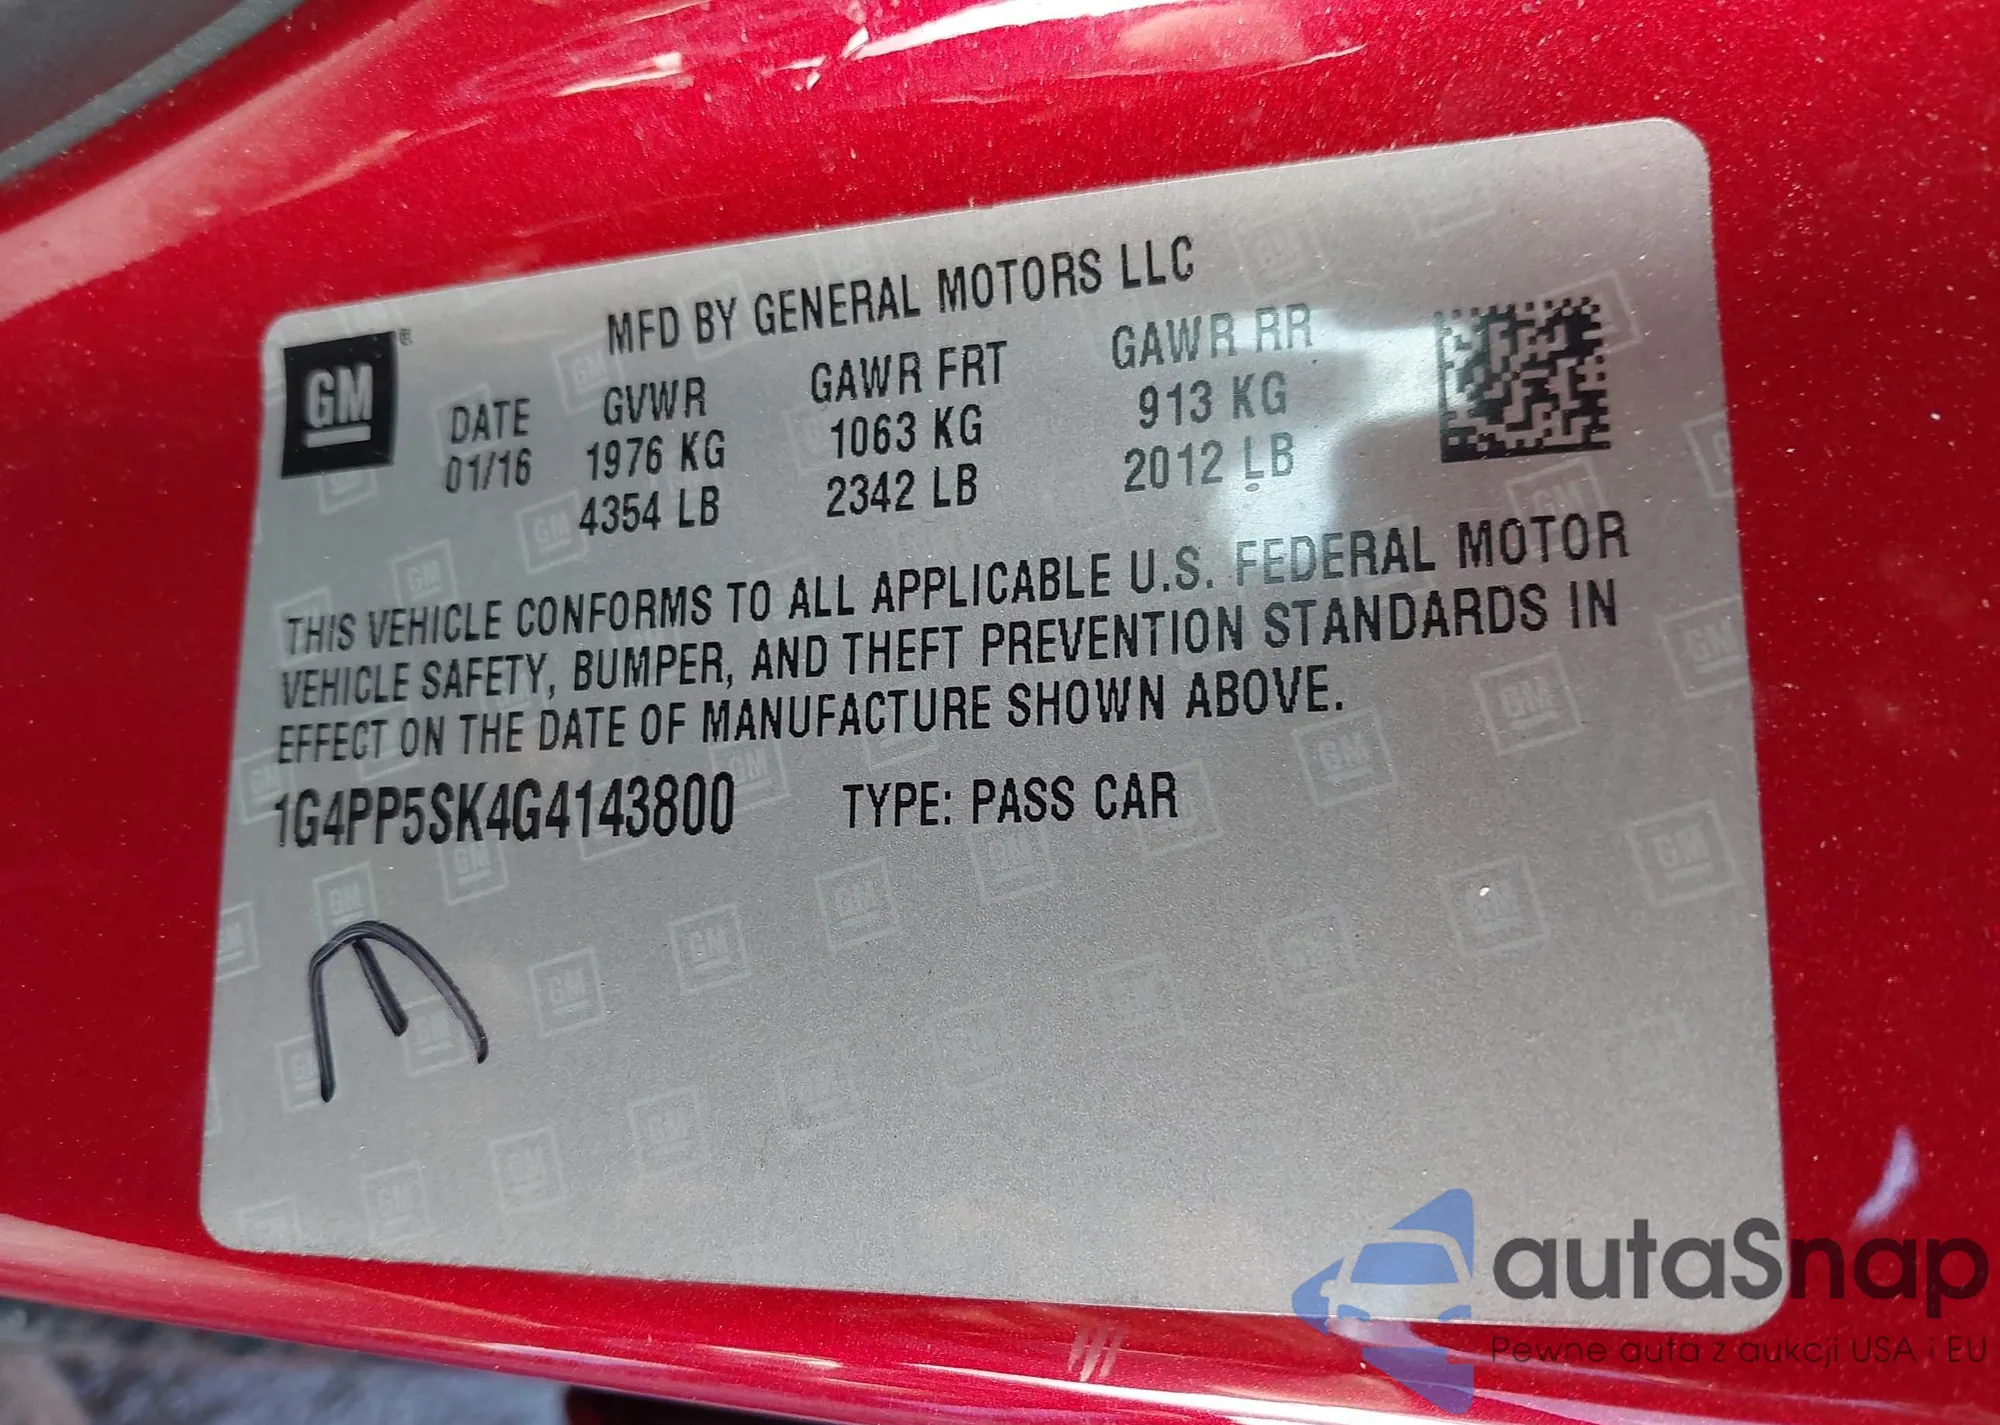 MFD BY GENERAL MOTORS LLC
GM®
DATE GVWR GAWR FRT GAWR RR
01/16 1976 KG 1063 KG 913 KG
4354 LB 2342 LB 2012 LB
THIS VEHICLE CONFORMS TO ALL APPLICABLE U.S. FEDERAL MOTOR
VEHICLE SAFETY, BUMPER, AND THEFT PREVENTION STANDARDS IN
EFFECT ON THE DATE OF MANUFACTURE SHOWN ABOVE.
1G4PP5SK4G4143800 TYPE: PASS CAR
autaSnap
Pewne auta z aukcji USA i EU